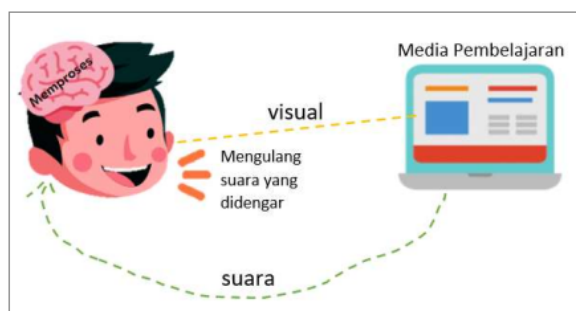 Media Pembelajaran
Memproses
visual
Mengulang
suara yang
didengar
suara